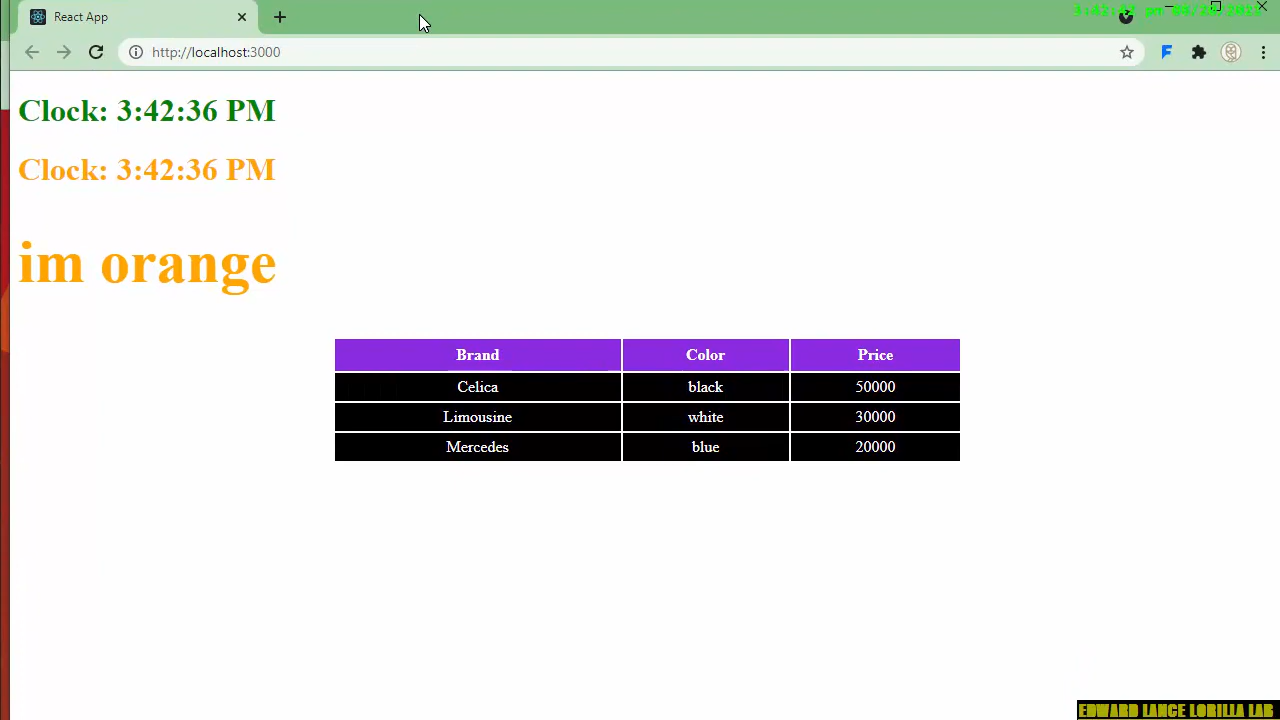 React App
http://localhost:3000
Clock: 3:42:36 PM
Clock: 3:42:36 PM
im orange
Brand Color Price
Celica black 50000
Limousine white 30000
Mercedes blue 20000
EDWARD LANCE LORILLA LAB